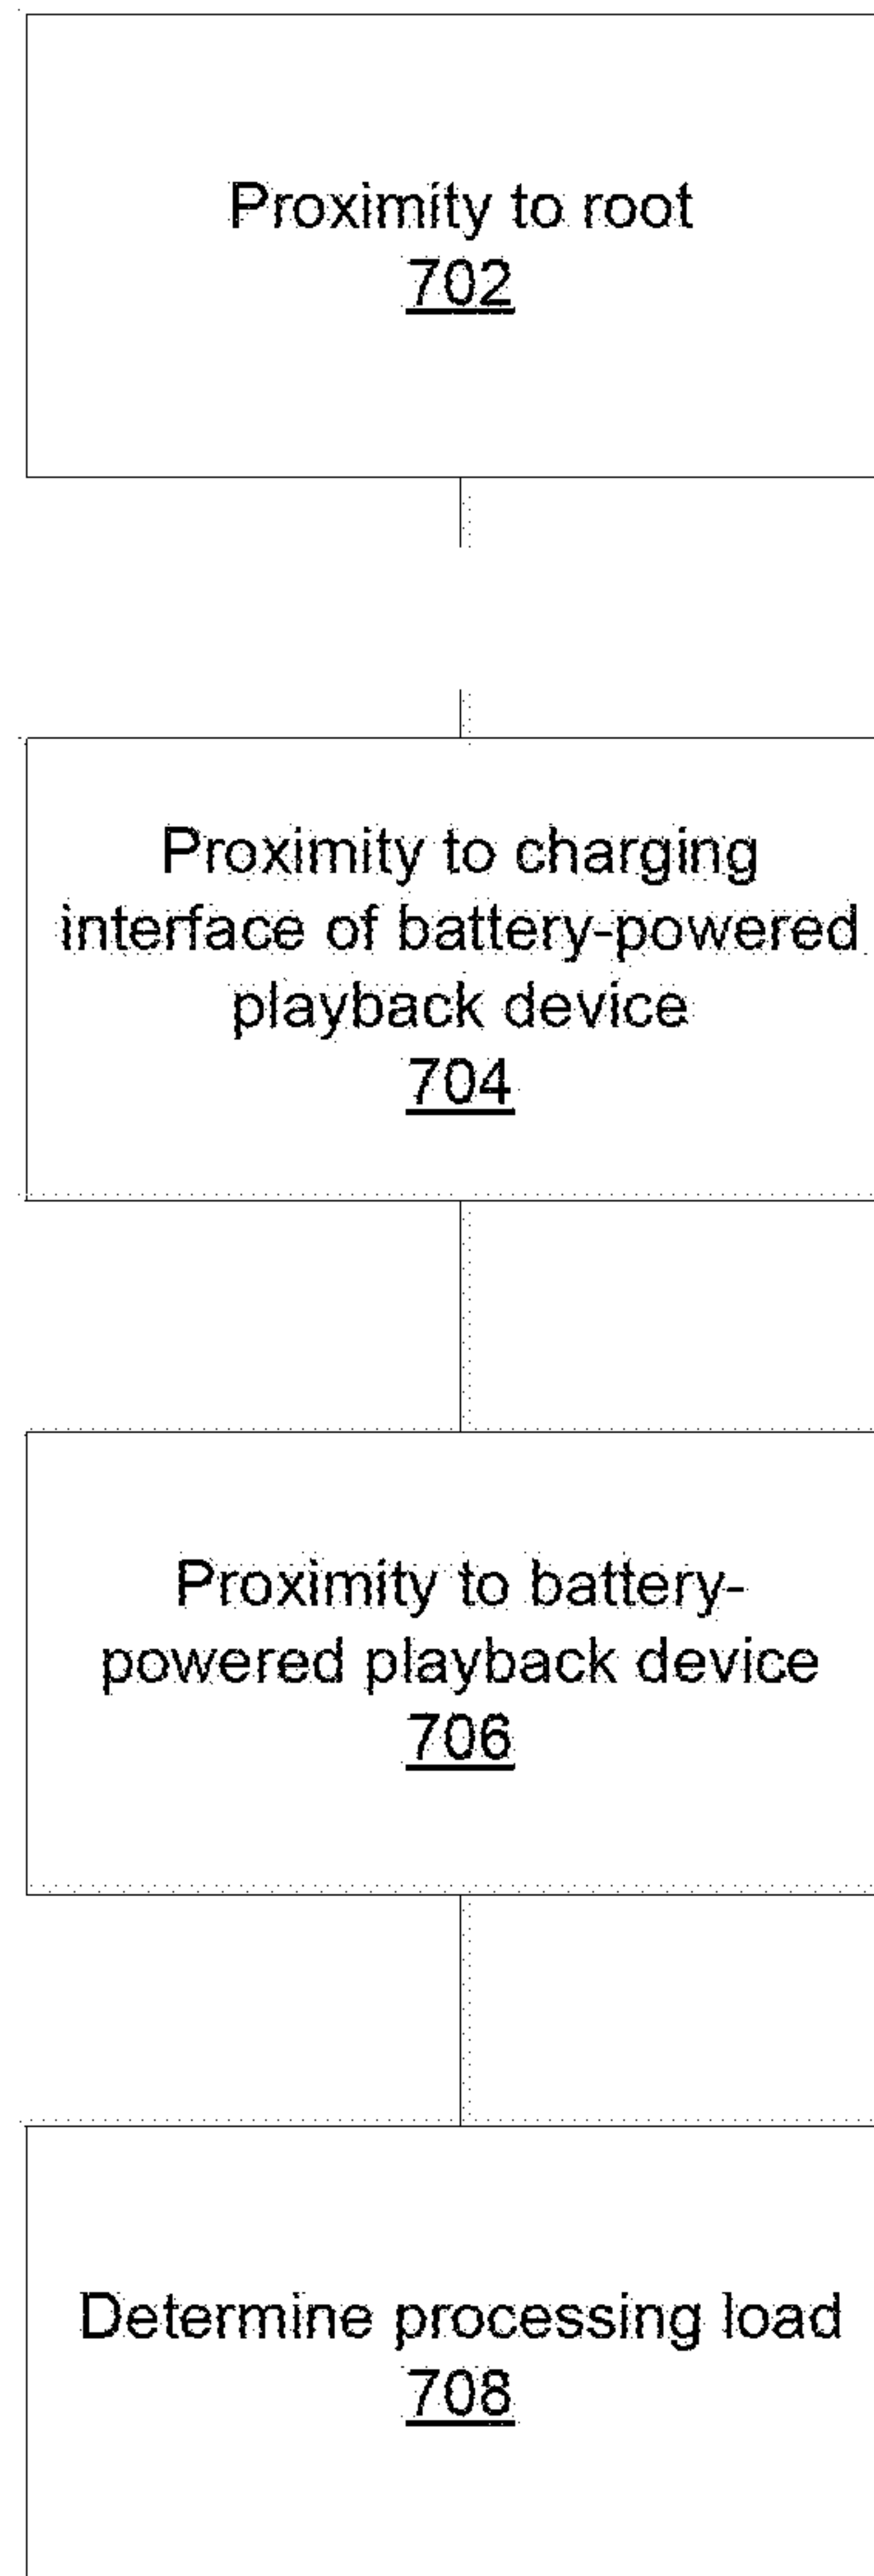 Proximity to root
702
Proximity to charging
interface of battery-powered
playback device
704
Proximity to battery-
powered playback device
706
Determine processing load
708